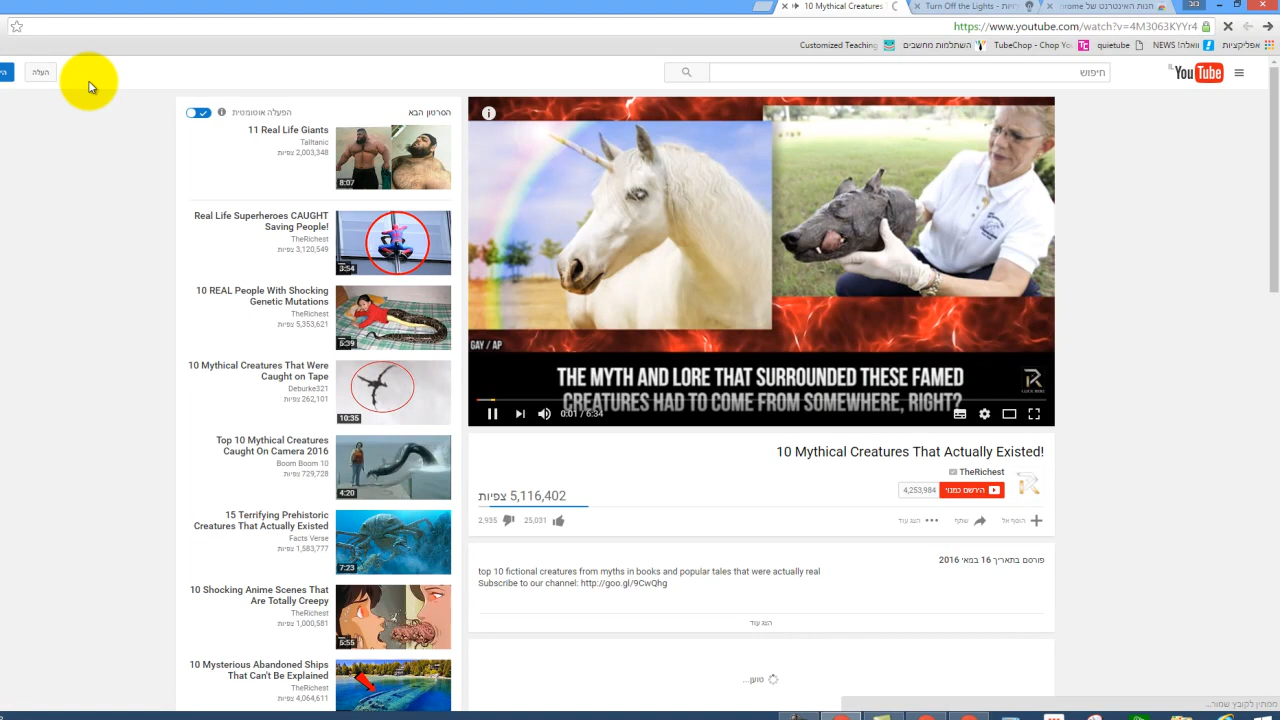 10 Mythical Creatures
Turn Off the Lights - ויות
חנות האינטרנט של chrome
בוב
https://www.youtube.com/watch?v=4M3063KYYr4
אפליקציות
וואלה! NEWS
quietube
TubeChop - Chop Yo
השתלמות מחשבים
Customized Teaching
YouTube IL
חיפוש
העלה
הסרטון הבא
הפעלה אוטומטית
11 Real Life Giants
Talltanic
2,003,348 צפיות
8:07
Real Life Superheroes CAUGHT
Saving People!
TheRichest
3,120,549 צפיות
3:54
10 REAL People With Shocking
Genetic Mutations
TheRichest
5,353,621 צפיות
5:39
10 Mythical Creatures That Were
Caught on Tape
Deburke321
262,101 צפיות
10:35
Top 10 Mythical Creatures
Caught On Camera 2016
Boom Boom 10
729,728 צפיות
4:20
15 Terrifying Prehistoric
Creatures That Actually Existed
Facts Verse
1,583,777 צפיות
7:23
10 Shocking Anime Scenes That
Are Totally Creepy
TheRichest
1,000,581 צפיות
5:55
10 Mysterious Abandoned Ships
That Can't Be Explained
TheRichest
4,064,611 צפיות
GAY / AP
THE MYTH AND LORE THAT SURROUNDED THESE FAMED
CREATURES HAD TO COME FROM SOMEWHERE, RIGHT?
0:01 / 6:34
10 Mythical Creatures That Actually Existed!
TheRichest
הירשם כמנוי
4,253,984
5,116,402 צפיות
הוסף אל
שתף
הצג עוד
25,031
2,935
פורסם בתאריך 16 במאי 2016
top 10 fictional creatures from myths in books and popular tales that were actually real
Subscribe to our channel: http://goo.gl/9CwQhg
הצג עוד
טוען...
ממתין לקובץ שמור...